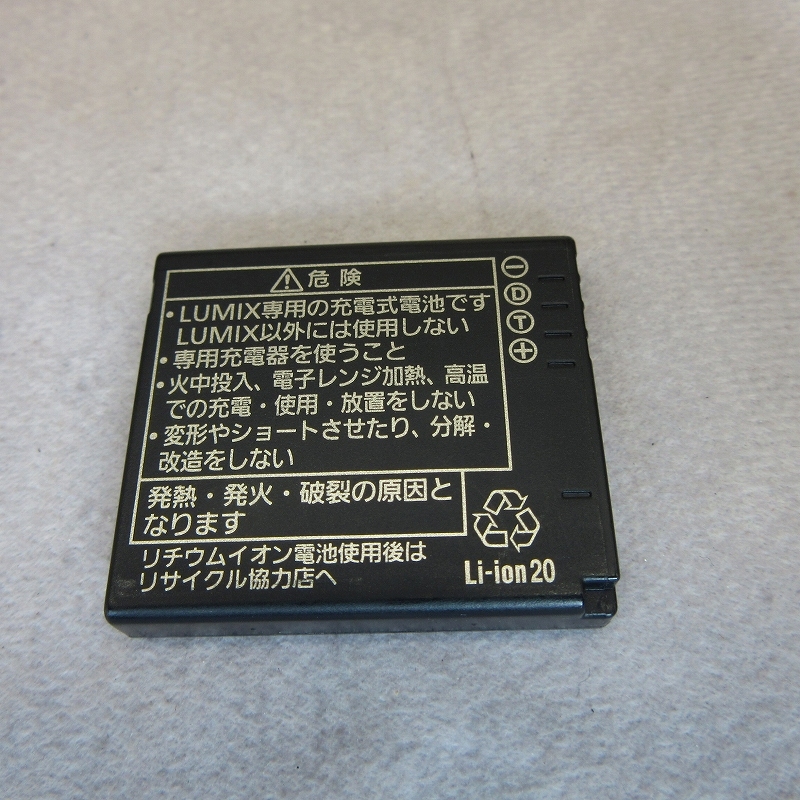 危険
・LUMIX専用の充電式電池です
LUMIX以外には使用しない
・専用充電器を使うこと
・火中投入、電子レンジ加熱、高温
での充電・使用・放置をしない
・変形やショートさせたり、分解・
改造をしない
発熱・発火・破裂の原因と
なります
リチウムイオン電池使用後は
リサイクル協力店へ
−
D
T
+
Li-ion20